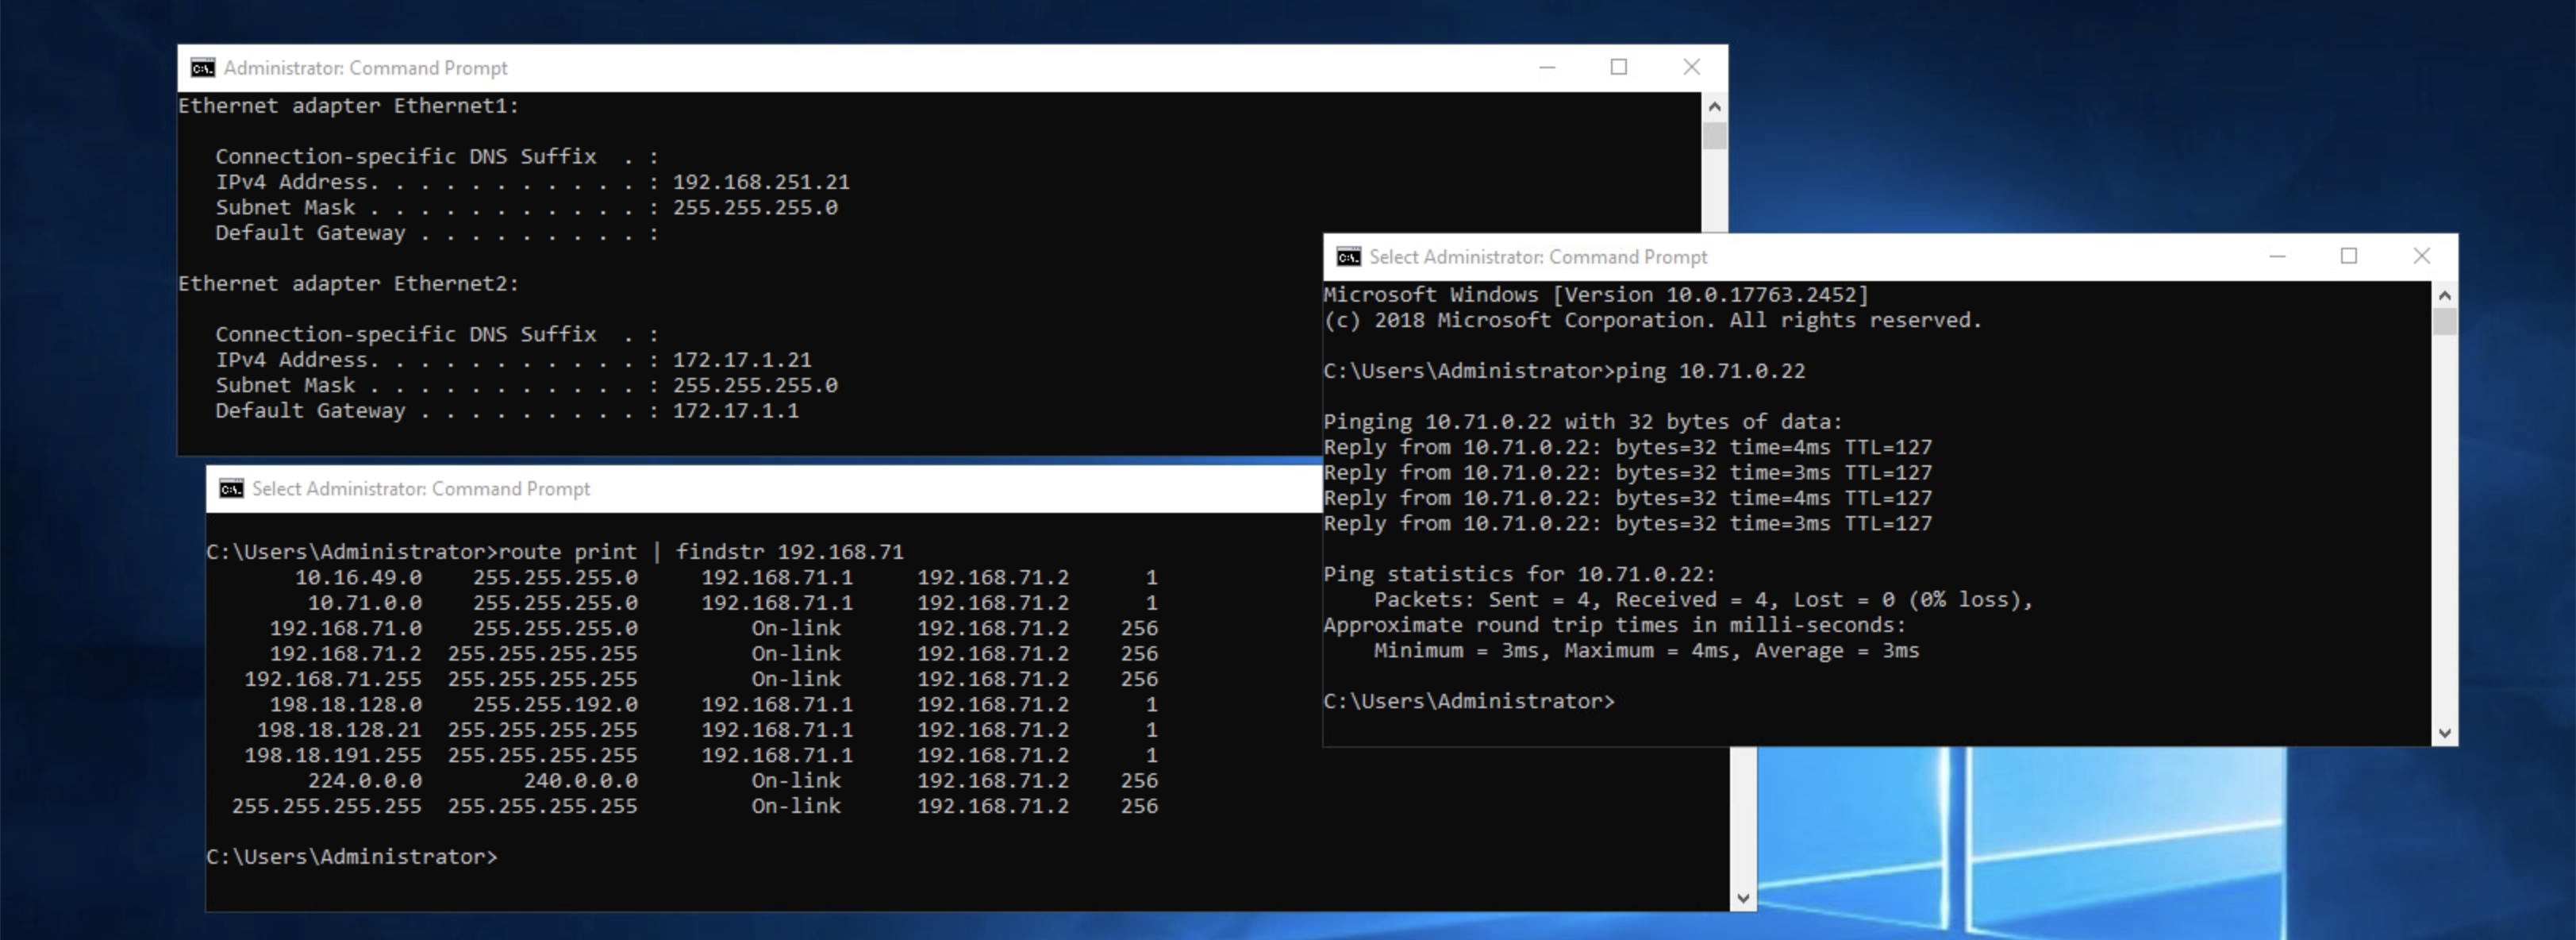 Administrator: Command Prompt
Ethernet adapter Ethernet1:
Connection-specific DNS Suffix  . :
IPv4 Address. . . . . . . . . . . : 192.168.251.21
Subnet Mask . . . . . . . . . . . : 255.255.255.0
Default Gateway . . . . . . . . . :
Ethernet adapter Ethernet2:
Connection-specific DNS Suffix  . :
IPv4 Address. . . . . . . . . . . : 172.17.1.21
Subnet Mask . . . . . . . . . . . : 255.255.255.0
Default Gateway . . . . . . . . . : 172.17.1.1
Select Administrator: Command Prompt
C:\Users\Administrator>route print | findstr 192.168.71
10.16.49.0    255.255.255.0     192.168.71.1     192.168.71.2      1
10.71.0.0    255.255.255.0     192.168.71.1     192.168.71.2      1
192.168.71.0    255.255.255.0         On-link      192.168.71.2    256
192.168.71.2  255.255.255.255         On-link      192.168.71.2    256
192.168.71.255  255.255.255.255         On-link      192.168.71.2    256
198.18.128.0    255.255.192.0     192.168.71.1     192.168.71.2      1
198.18.128.21  255.255.255.255     192.168.71.1     192.168.71.2      1
198.18.191.255  255.255.255.255     192.168.71.1     192.168.71.2      1
224.0.0.0        240.0.0.0         On-link      192.168.71.2    256
255.255.255.255  255.255.255.255         On-link      192.168.71.2    256
C:\Users\Administrator>
Select Administrator: Command Prompt
Microsoft Windows [Version 10.0.17763.2452]
(c) 2018 Microsoft Corporation. All rights reserved.
C:\Users\Administrator>ping 10.71.0.22
Pinging 10.71.0.22 with 32 bytes of data:
Reply from 10.71.0.22: bytes=32 time=4ms TTL=127
Reply from 10.71.0.22: bytes=32 time=3ms TTL=127
Reply from 10.71.0.22: bytes=32 time=4ms TTL=127
Reply from 10.71.0.22: bytes=32 time=3ms TTL=127
Ping statistics for 10.71.0.22:
Packets: Sent = 4, Received = 4, Lost = 0 (0% loss),
Approximate round trip times in milli-seconds:
Minimum = 3ms, Maximum = 4ms, Average = 3ms
C:\Users\Administrator>